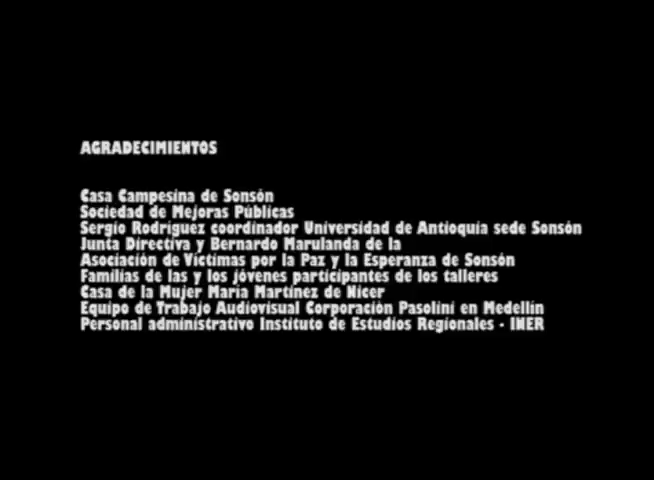 AGRADECIMIENTOS
Casa Campesina de Sonsón
Sociedad de Mejoras Públicas
Sergio Rodríguez coordinador Universidad de Antioquia sede Sonsón
Junta Directiva y Bernardo Marulanda de la
Asociación de Víctimas por la Paz y la Esperanza de Sonsón
Familias de las y los jóvenes participantes de los talleres
Casa de la Mujer María Martínez de Nicer
Equipo de Trabajo Audiovisual Corporación Pasolini en Medellín
Personal administrativo Instituto de Estudios Regionales - INER